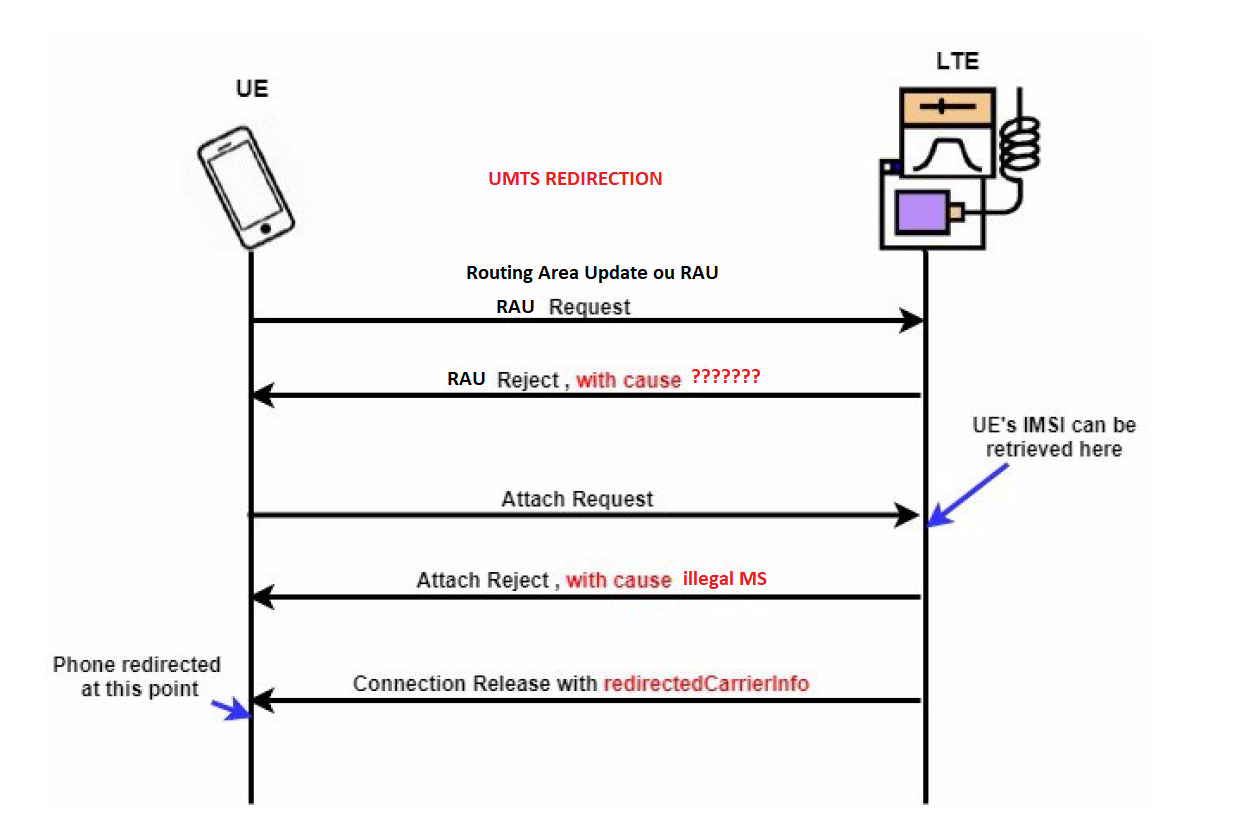 LTE
UE
UMTS REDIRECTION
Routing Area Update ou RAU
RAU Request
RAU Reject , with cause ???????
UE's IMSI can be
retrieved here
Attach Request
Attach Reject , with cause illegal MS
Phone redirected
at this point
Connection Release with redirectedCarrierInfo